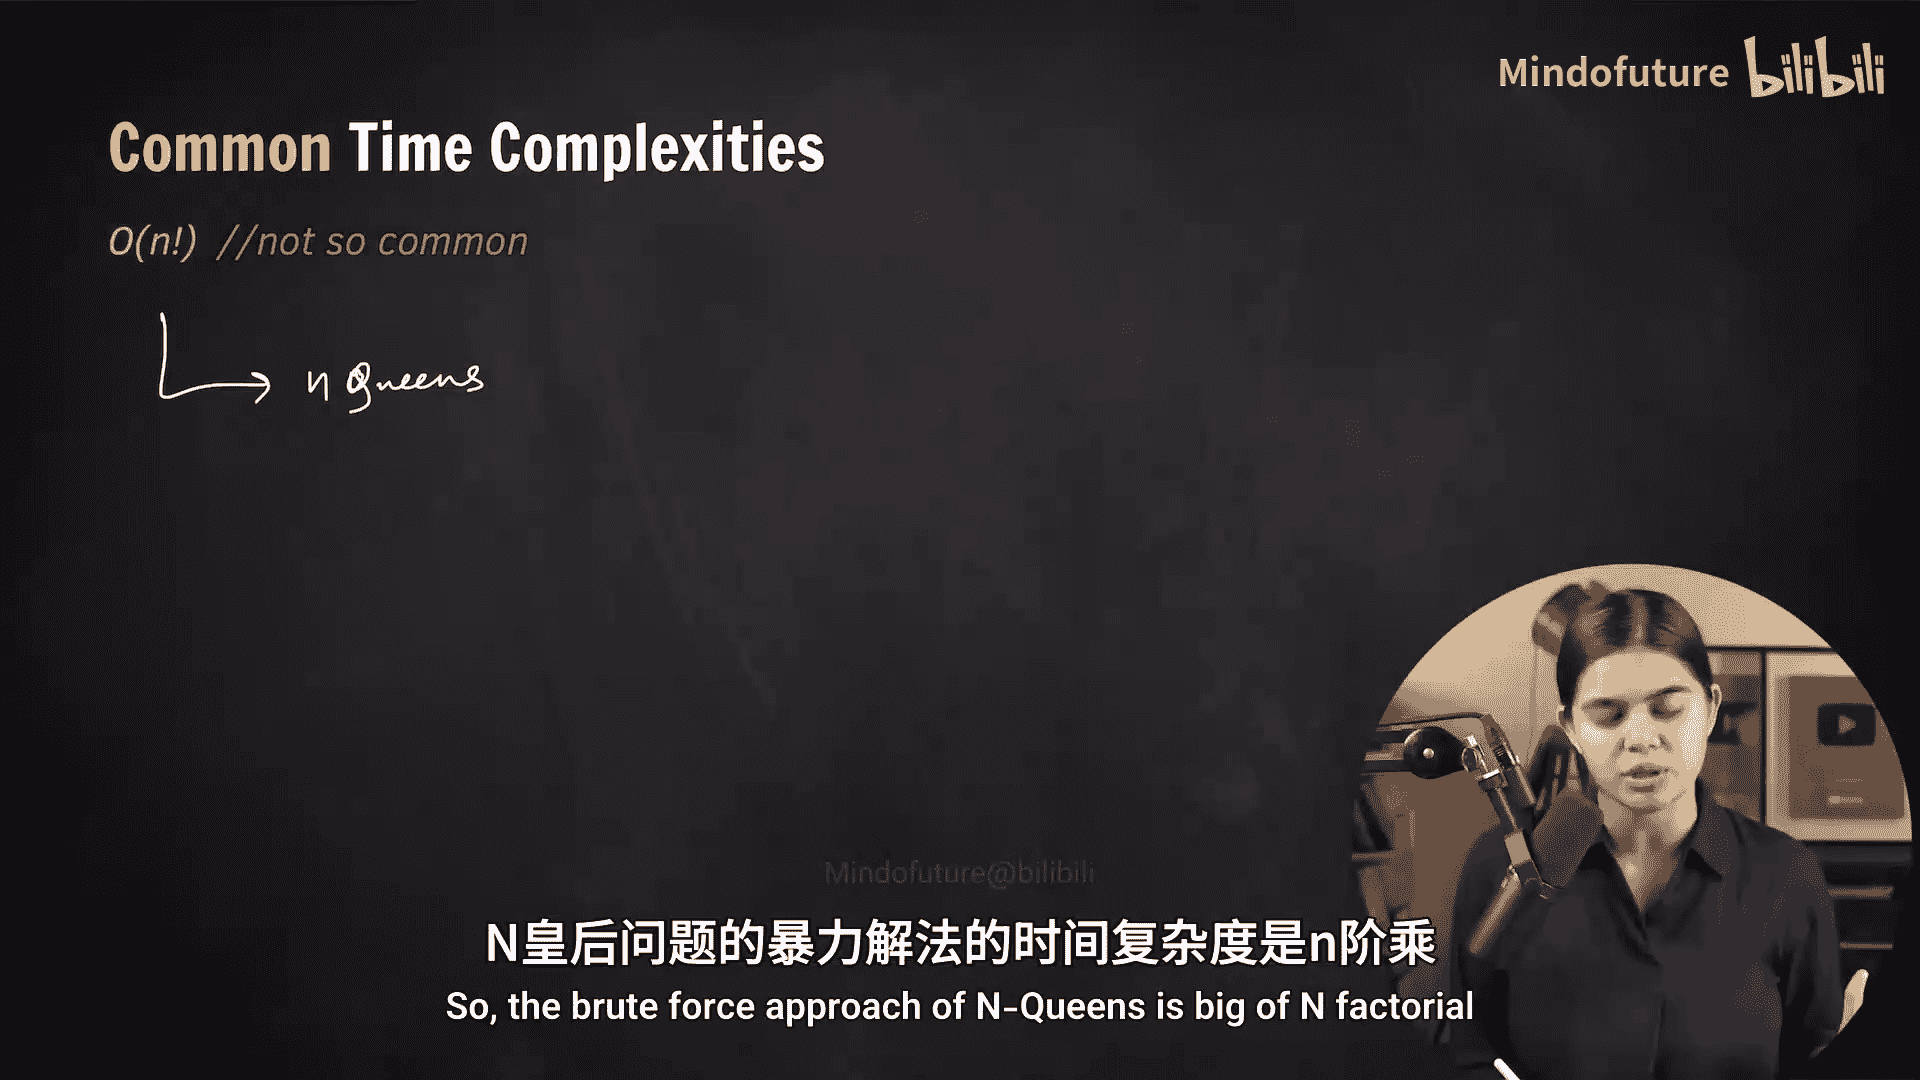 Mindofuture bilibili
Common Time Complexities
O(n!) //not so common
n Queens
Mindofuture@bilibili
N皇后问题的暴力解法的时间复杂度是n阶乘
So, the brute force approach of N-Queens is big of N factorial